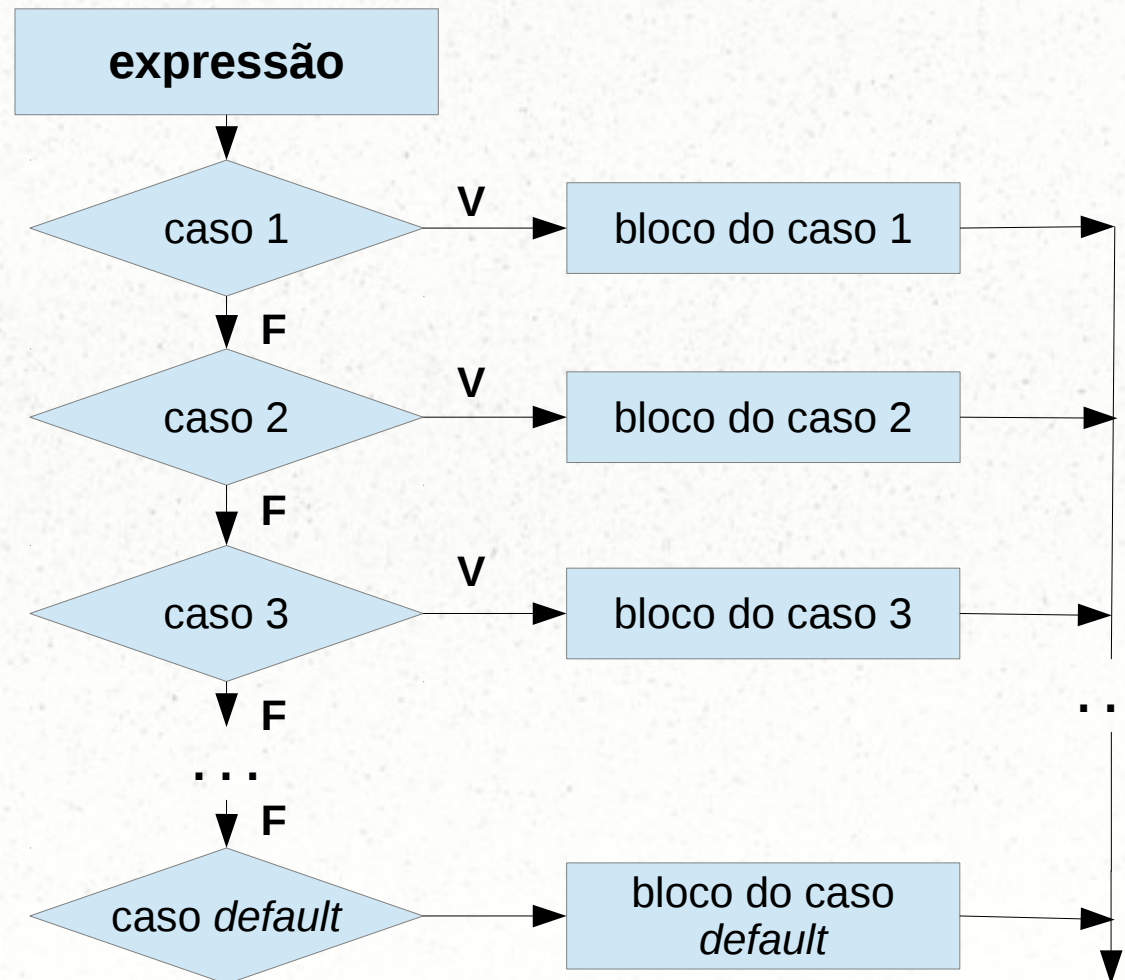 expressão
caso 1
V
bloco do caso 1
F
caso 2
V
bloco do caso 2
F
caso 3
V
bloco do caso 3
F
. . .
. .
F
caso default
bloco do caso
default